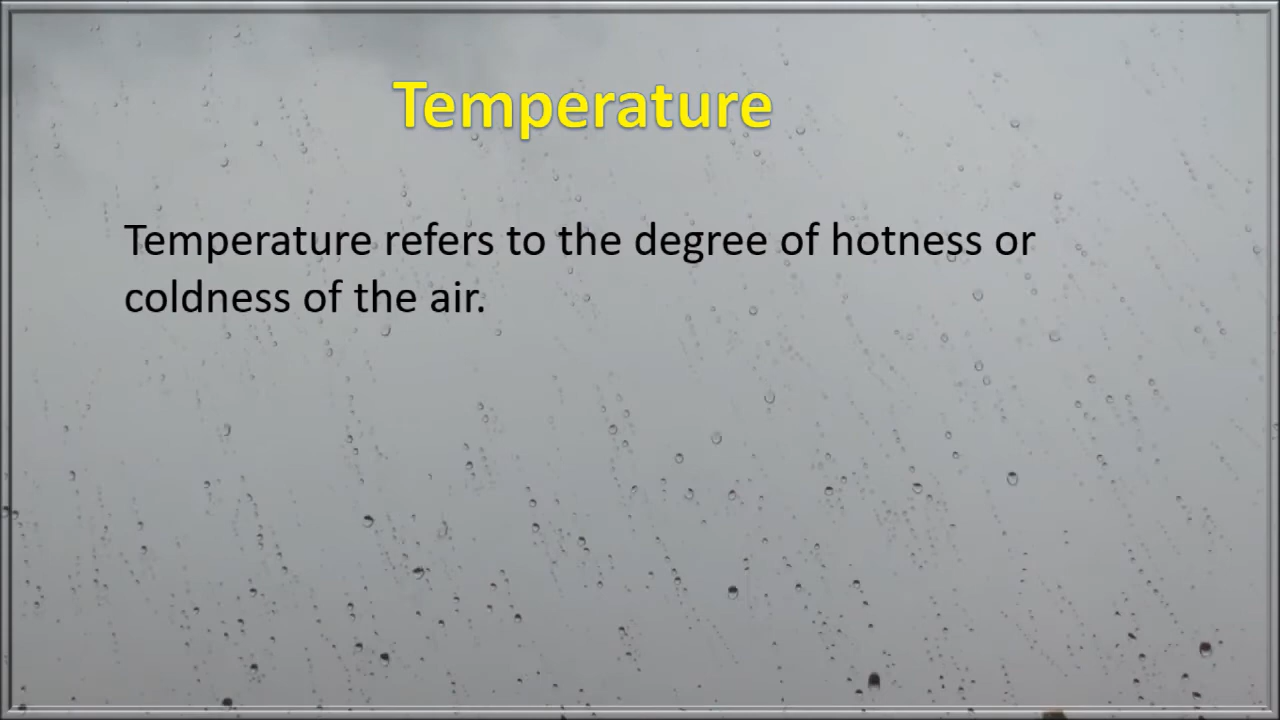 Temperature
Temperature refers to the degree of hotness or
coldness of the air.